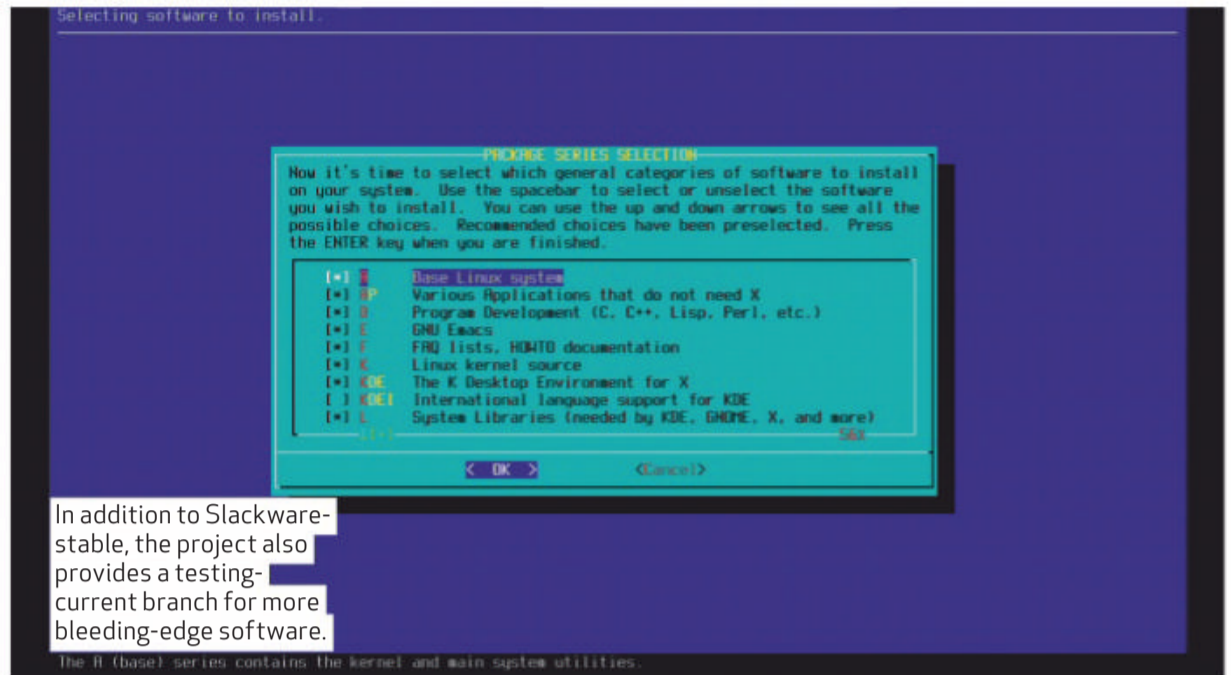 Selecting software to install.
PACKAGE SERIES SELECTION
Now it's time to select which general categories of software to install
on your system. Use the spacebar to select or unselect the software
you wish to install. You can use the up and down arrows to see all the
possible choices. Recommended choices have been preselected. Press
the ENTER key when you are finished.
[*] A Base Linux system
[*] AP Various Applications that do not need X
[*] D Program Development (C, C++, Lisp, Perl, etc.)
[*] E GNU Emacs
[*] F FAQ lists, HOWTO documentation
[*] K Linux kernel source
[*] KDE The K Desktop Environment for X
[ ] KDEI International language support for KDE
[*] L System Libraries (needed by KDE, GNOME, X, and more)
56%
< OK > <Cancel>
In addition to Slackware-
stable, the project also
provides a testing-
current branch for more
bleeding-edge software.
The A (base) series contains the kernel and main system utilities.